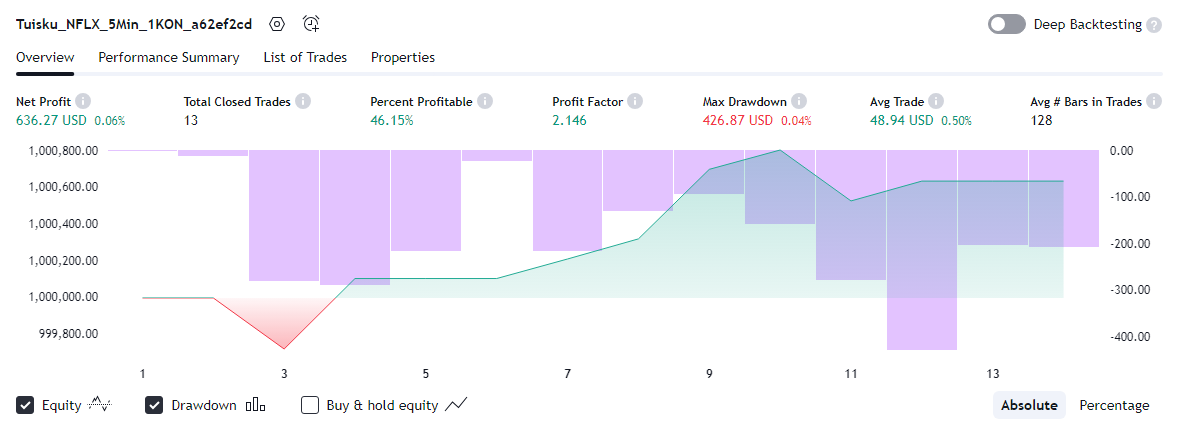 Tuisku_NFLX_5Min_1KON_a62ef2cd
Deep Backtesting ?
Overview Performance Summary List of Trades Properties
Net Profit Total Closed Trades Percent Profitable Profit Factor Max Drawdown Avg Trade Avg # Bars in Trades
636.27 USD 0.06% 13 46.15% 2.146 426.87 USD 0.04% 48.94 USD 0.50% 128
1,000,800.00 0.00
1,000,600.00 -100.00
1,000,400.00 -200.00
1,000,200.00 -300.00
1,000,000.00 -400.00
999,800.00
1 3 5 7 9 11 13
Equity Drawdown Buy & hold equity Absolute Percentage